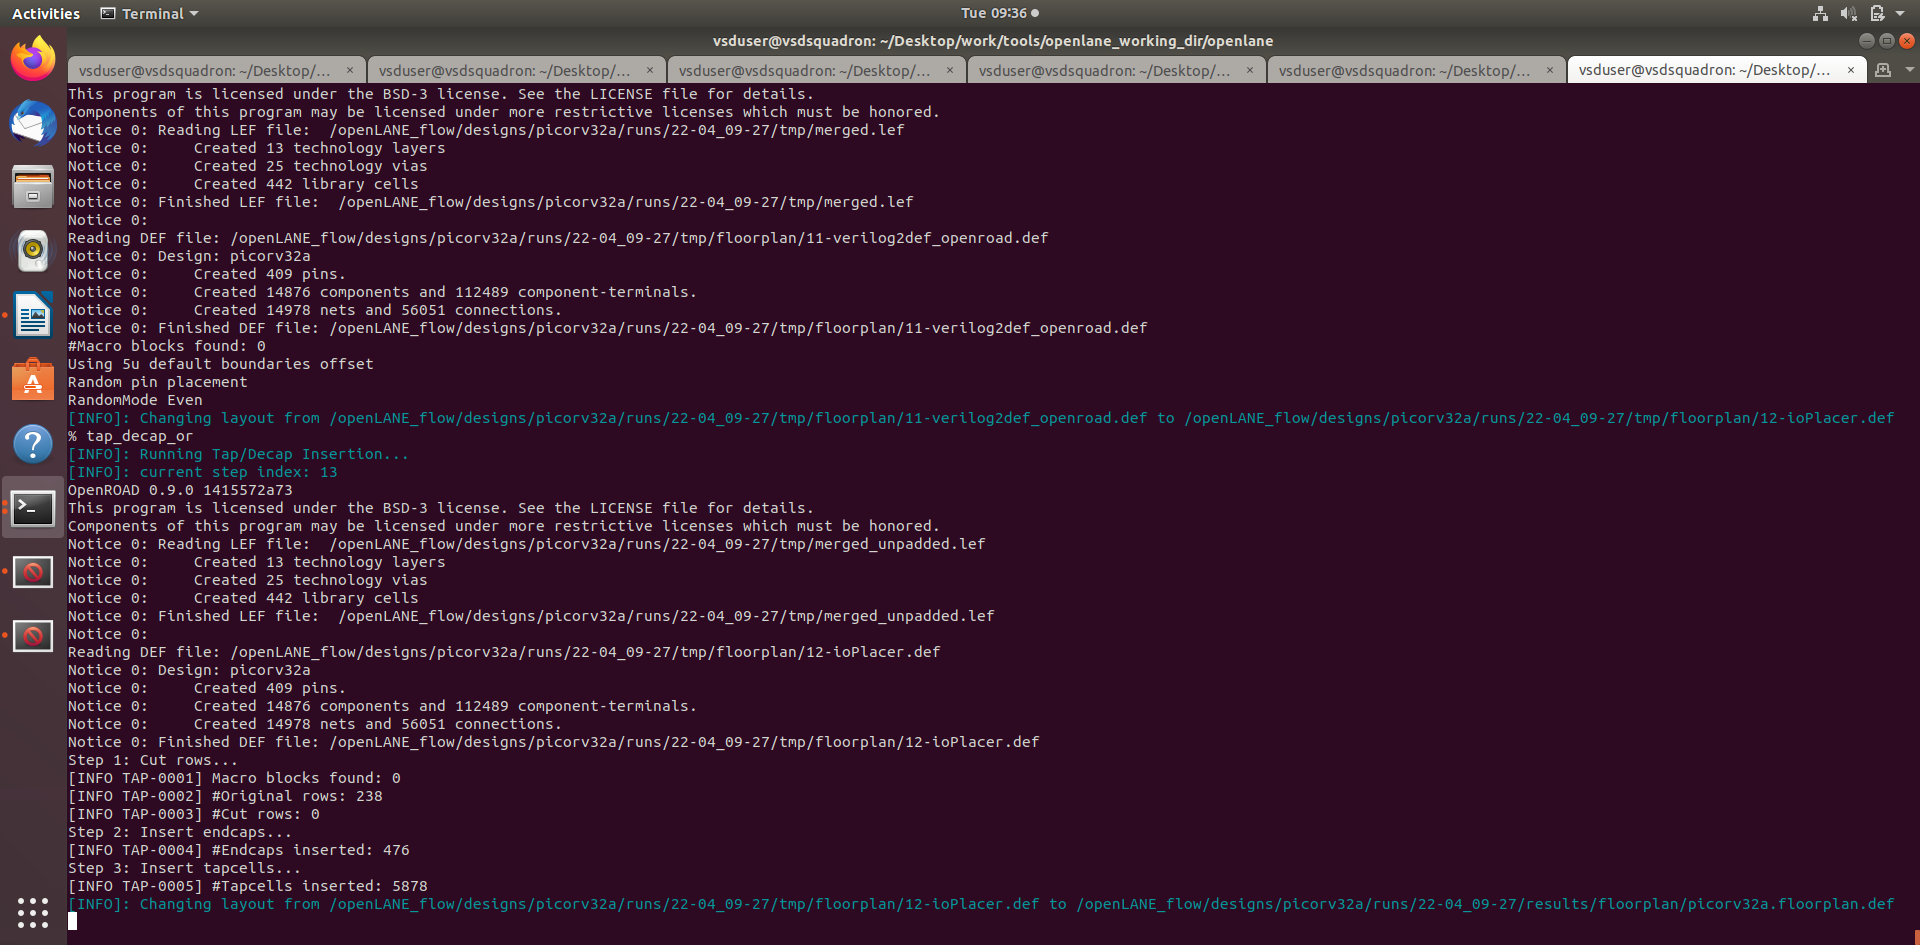 Activities Terminal Tue 09:36
vsduser@vsdsquadron: ~/Desktop/work/tools/openlane_working_dir/openlane
vsduser@vsdsquadron: ~/Desktop/... × vsduser@vsdsquadron: ~/Desktop/... × vsduser@vsdsquadron: ~/Desktop/... × vsduser@vsdsquadron: ~/Desktop/... × vsduser@vsdsquadron: ~/Desktop/... × vsduser@vsdsquadron: ~/Desktop/... ×
This program is licensed under the BSD-3 license. See the LICENSE file for details.
Components of this program may be licensed under more restrictive licenses which must be honored.
Notice 0: Reading LEF file:  /openLANE_flow/designs/picorv32a/runs/22-04_09-27/tmp/merged.lef
Notice 0:     Created 13 technology layers
Notice 0:     Created 25 technology vias
Notice 0:     Created 442 library cells
Notice 0: Finished LEF file:  /openLANE_flow/designs/picorv32a/runs/22-04_09-27/tmp/merged.lef
Notice 0:
Reading DEF file: /openLANE_flow/designs/picorv32a/runs/22-04_09-27/tmp/floorplan/11-verilog2def_openroad.def
Notice 0: Design: picorv32a
Notice 0:     Created 409 pins.
Notice 0:     Created 14876 components and 112489 component-terminals.
Notice 0:     Created 14978 nets and 56051 connections.
Notice 0: Finished DEF file: /openLANE_flow/designs/picorv32a/runs/22-04_09-27/tmp/floorplan/11-verilog2def_openroad.def
#Macro blocks found: 0
Using 5u default boundaries offset
Random pin placement
RandomMode Even
[INFO]: Changing layout from /openLANE_flow/designs/picorv32a/runs/22-04_09-27/tmp/floorplan/11-verilog2def_openroad.def to /openLANE_flow/designs/picorv32a/runs/22-04_09-27/tmp/floorplan/12-ioPlacer.def
% tap_decap_or
[INFO]: Running Tap/Decap Insertion...
[INFO]: current step index: 13
OpenROAD 0.9.0 1415572a73
This program is licensed under the BSD-3 license. See the LICENSE file for details.
Components of this program may be licensed under more restrictive licenses which must be honored.
Notice 0: Reading LEF file:  /openLANE_flow/designs/picorv32a/runs/22-04_09-27/tmp/merged_unpadded.lef
Notice 0:     Created 13 technology layers
Notice 0:     Created 25 technology vias
Notice 0:     Created 442 library cells
Notice 0: Finished LEF file:  /openLANE_flow/designs/picorv32a/runs/22-04_09-27/tmp/merged_unpadded.lef
Notice 0:
Reading DEF file: /openLANE_flow/designs/picorv32a/runs/22-04_09-27/tmp/floorplan/12-ioPlacer.def
Notice 0: Design: picorv32a
Notice 0:     Created 409 pins.
Notice 0:     Created 14876 components and 112489 component-terminals.
Notice 0:     Created 14978 nets and 56051 connections.
Notice 0: Finished DEF file: /openLANE_flow/designs/picorv32a/runs/22-04_09-27/tmp/floorplan/12-ioPlacer.def
Step 1: Cut rows...
[INFO TAP-0001] Macro blocks found: 0
[INFO TAP-0002] #Original rows: 238
[INFO TAP-0003] #Cut rows: 0
Step 2: Insert endcaps...
[INFO TAP-0004] #Endcaps inserted: 476
Step 3: Insert tapcells...
[INFO TAP-0005] #Tapcells inserted: 5878
[INFO]: Changing layout from /openLANE_flow/designs/picorv32a/runs/22-04_09-27/tmp/floorplan/12-ioPlacer.def to /openLANE_flow/designs/picorv32a/runs/22-04_09-27/results/floorplan/picorv32a.floorplan.def